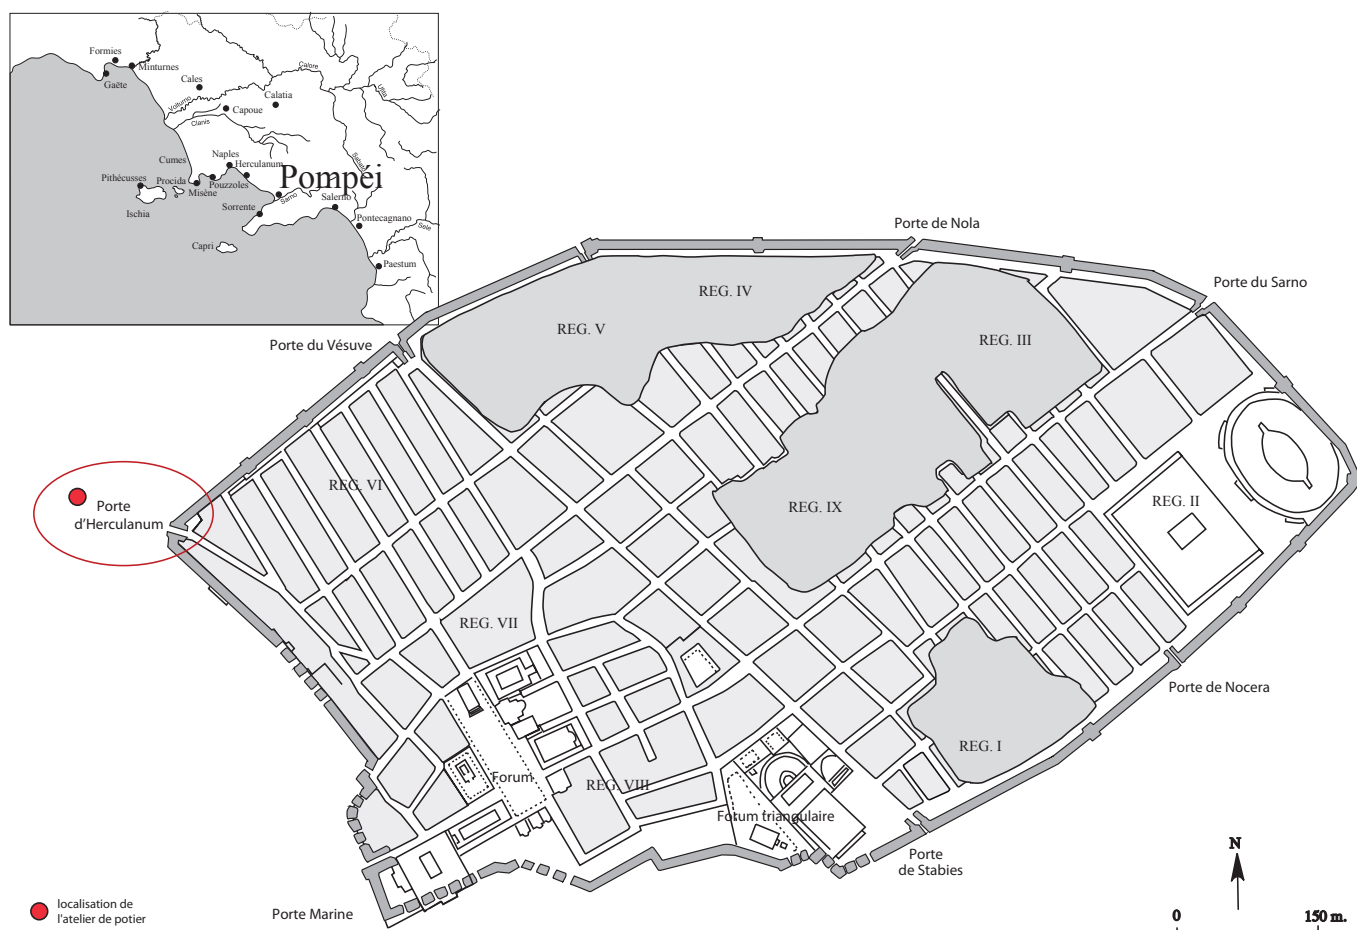 Formies
Minturnes
Gaëte
Cales
Calore
Volturno
Calatia
Ufita
Capoue
Clanis
Cumes
Naples
Herculanum
Sabato
Pithécusses
Procida
Misène
Pouzzoles
Pompéi
Sarno
Ischia
Sorrente
Salerno
Pontecagnano
Sele
Capri
Paestum
Porte de Nola
Porte du Sarno
Porte du Vésuve
REG. IV
REG. V
REG. III
REG. VI
REG. IX
REG. II
Porte
d'Herculanum
REG. VII
Porte de Nocera
REG. I
Forum
REG. VIII
Forum triangulaire
Porte
de Stabies
Porte Marine
localisation de
l'atelier de potier
N
0
150 m.